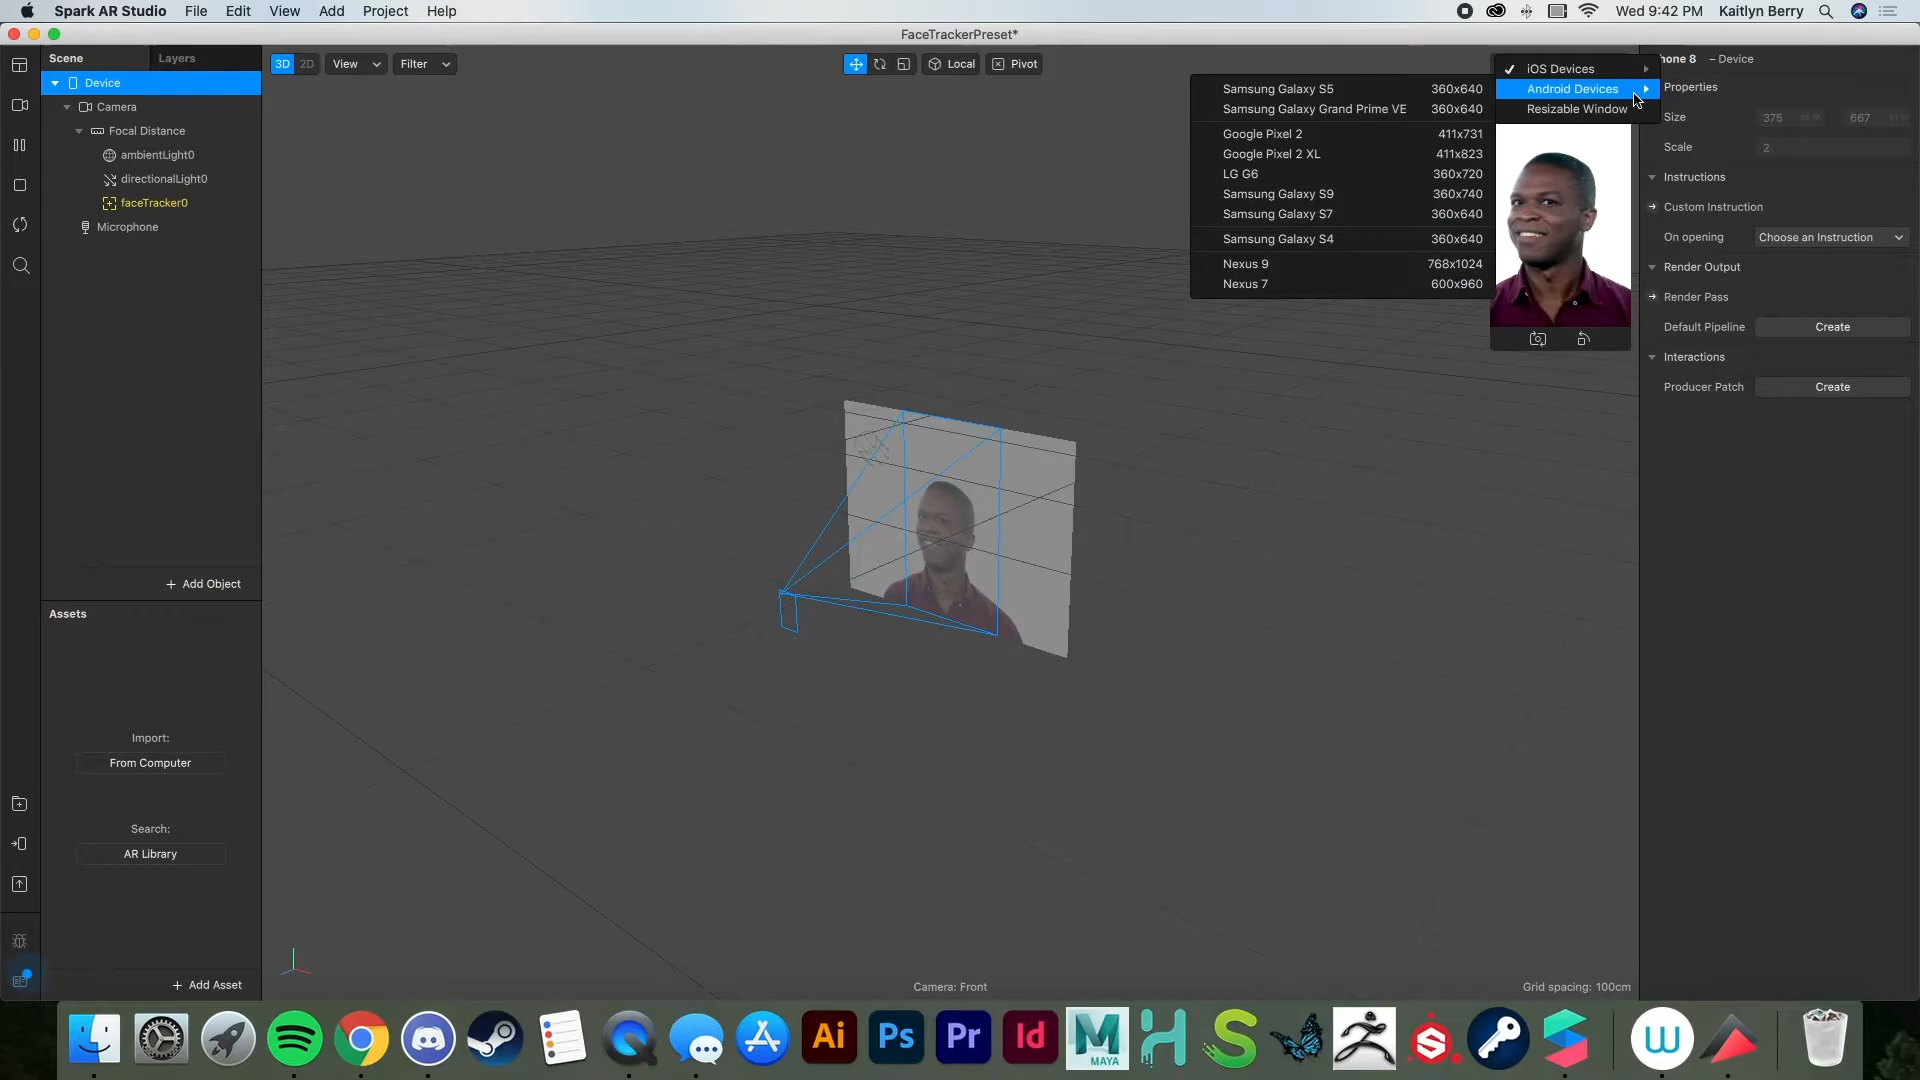 Spark AR Studio File Edit View Add Project Help Wed 9:42 PM Kaitlyn Berry
FaceTrackerPreset*
Scene Layers
Device
Camera
Focal Distance
ambientLight0
directionalLight0
faceTracker0
Microphone
+ Add Object
Assets
Import:
From Computer
Search:
AR Library
+ Add Asset
3D 2D View Filter Local Pivot
iOS Devices
Android Devices
Resizable Window
Samsung Galaxy S5 360x640
Samsung Galaxy Grand Prime VE 360x640
Google Pixel 2 411x731
Google Pixel 2 XL 411x823
LG G6 360x720
Samsung Galaxy S9 360x740
Samsung Galaxy S7 360x640
Samsung Galaxy S4 360x640
Nexus 9 768x1024
Nexus 7 600x960
hone 8 – Device
Properties
Size 375 667
Scale 2
Instructions
Custom Instruction
On opening Choose an Instruction
Render Output
Render Pass
Default Pipeline Create
Interactions
Producer Patch Create
Camera: Front
Grid spacing: 100cm
Ai Ps Pr Id
MAYA